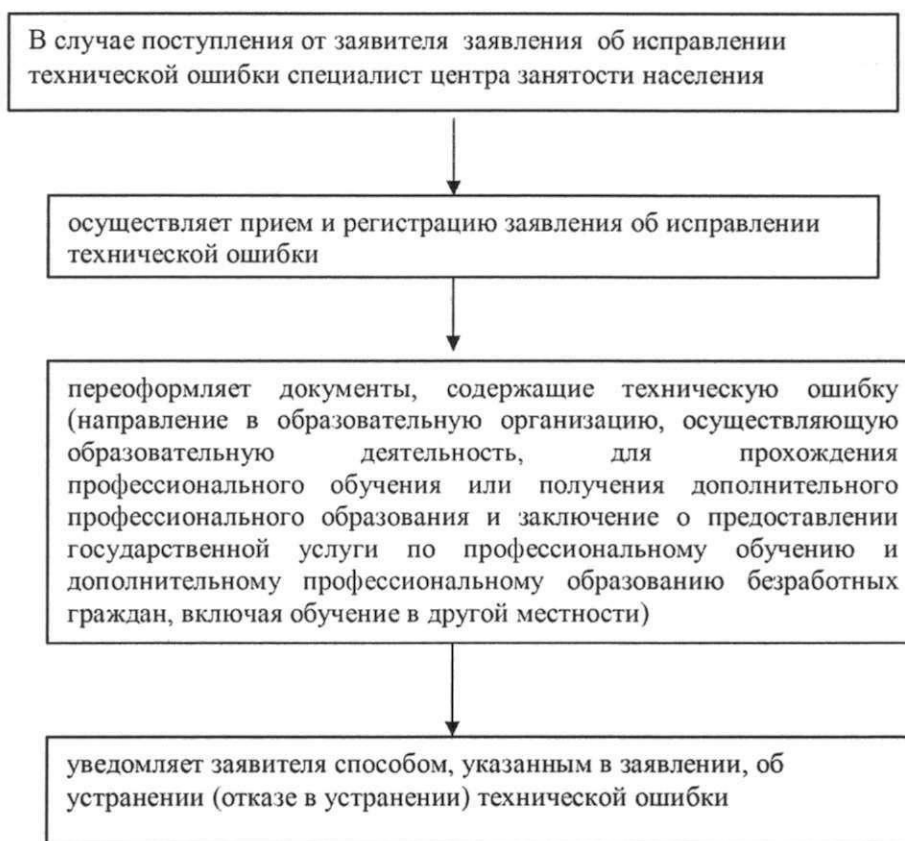 В случае поступления от заявителя заявления об исправлении
технической ошибки специалист центра занятости населения
осуществляет прием и регистрацию заявления об исправлении
технической ошибки
переоформляет документы, содержащие техническую ошибку
(направление в образовательную организацию, осуществляющую
образовательную деятельность, для прохождения
профессионального обучения или получения дополнительного
профессионального образования и заключение о предоставлении
государственной услуги по профессиональному обучению и
дополнительному профессиональному образованию безработных
граждан, включая обучение в другой местности)
уведомляет заявителя способом, указанным в заявлении, об
устранении (отказе в устранении) технической ошибки